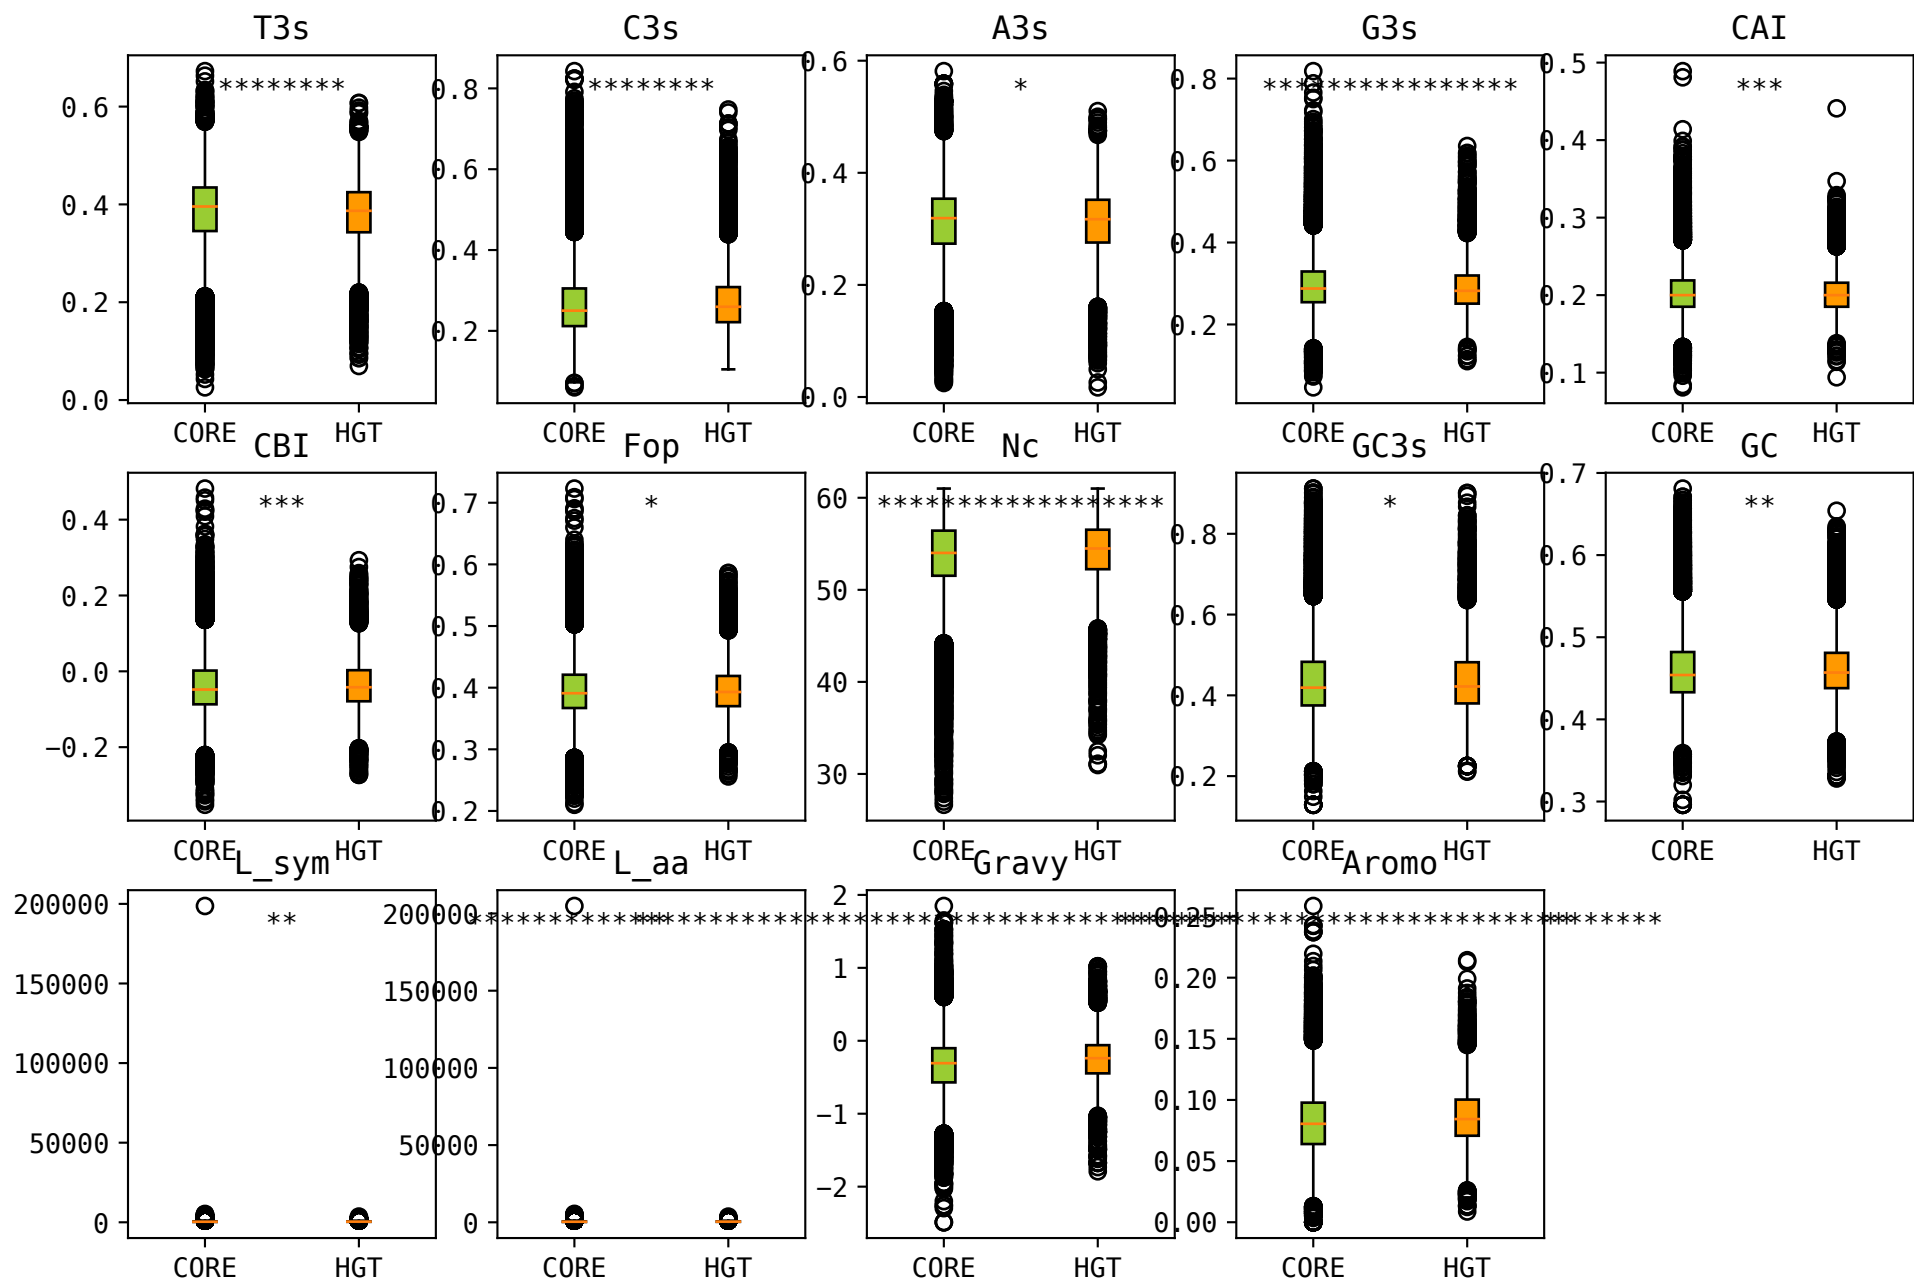 T3s C3s A3s G3s CAI
******** ******** * **************** ***
0.6 0.8 0.6 0.8 0.5
0.4 0.6 0.4 0.6 0.4
0.2 0.4 0.2 0.4 0.3
0.0 0.2 0.0 0.2 0.2
0.1
CORE HGT CORE HGT CORE HGT CORE HGT CORE HGT
CBI Fop Nc GC3s GC
*** * ****************** * **
0.4 0.7 60 0.8 0.7
0.2 0.6 50 0.6 0.6
0.0 0.5 40 0.4 0.5
−0.2 0.4 30 0.2 0.4
0.3 0.3
0.2
CORE HGT CORE HGT CORE HGT CORE HGT CORE HGT
L_sym L_aa Gravy Aromo
**
200000 200000 2 0.25
150000 150000 1 0.20
100000 100000 0 0.15
50000 50000 −1 0.10
0 0 −2 0.05
0.00
CORE HGT CORE HGT CORE HGT CORE HGT